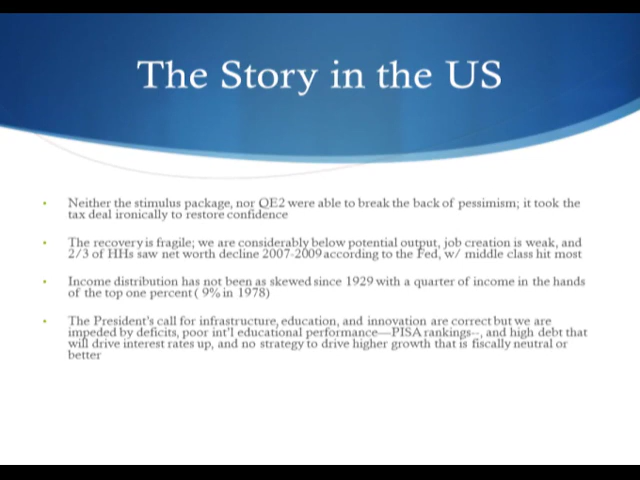 The Story in the US
Neither the stimulus package, nor QE2 were able to break the back of pessimism; it took the
tax deal ironically to restore confidence
The recovery is fragile; we are considerably below potential output, job creation is weak, and
2/3 of HHs saw net worth decline 2007-2009 according to the Fed, w/ middle class hit most
Income distribution has not been as skewed since 1929 with a quarter of income in the hands
of the top one percent ( 9% in 1978)
The President's call for infrastructure, education, and innovation are correct but we are
impeded by deficits, poor int'l educational performance—PISA rankings--, and high debt that
will drive interest rates up, and no strategy to drive higher growth that is fiscally neutral or
better